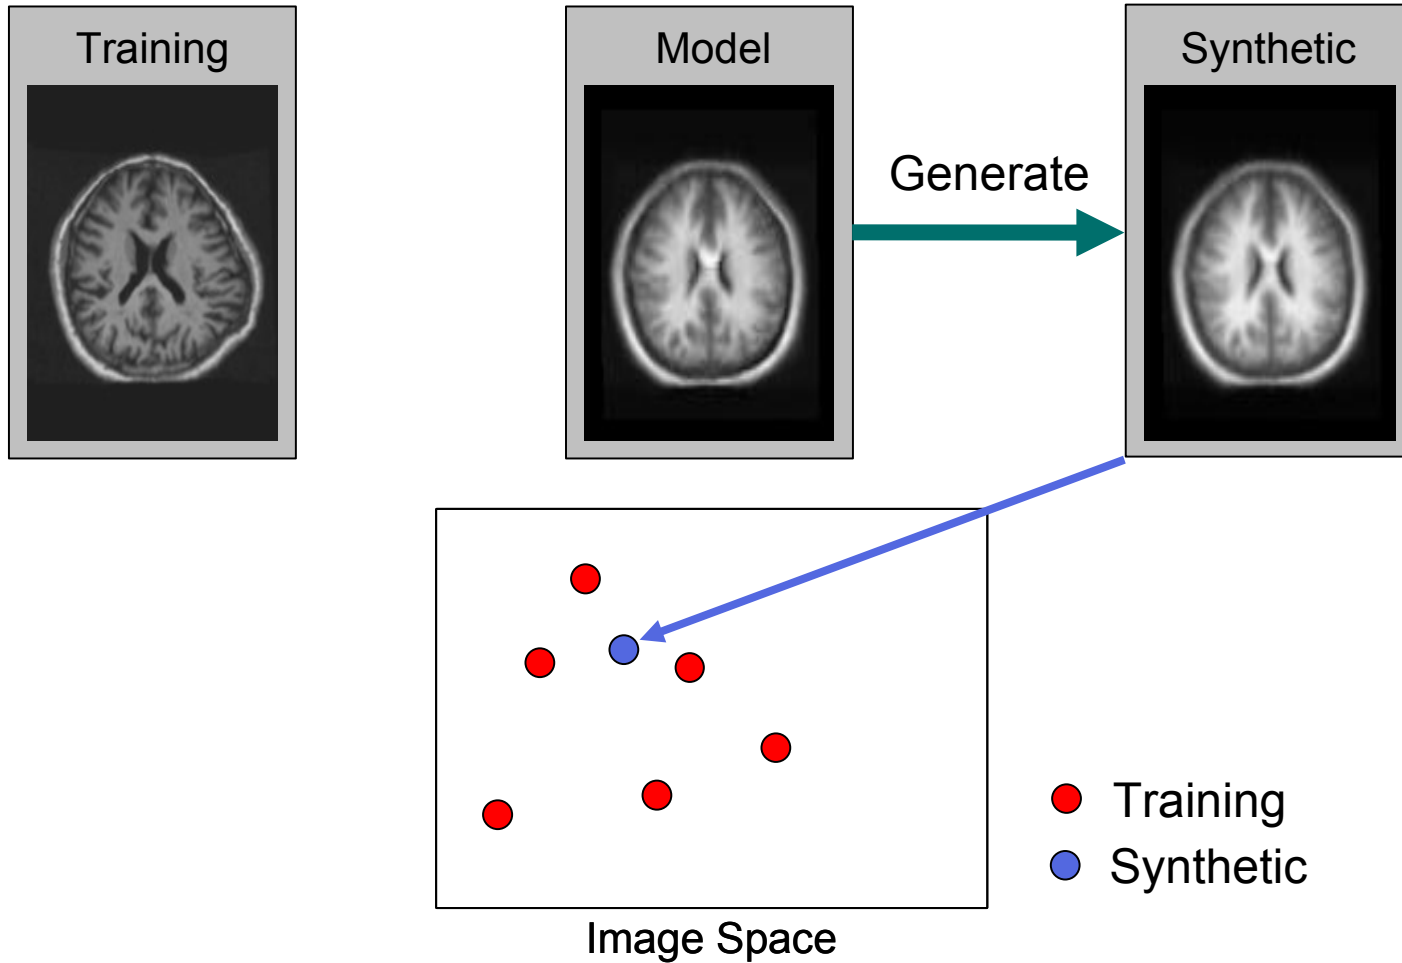 Training
Model
Synthetic
Generate
Training
Synthetic
Image Space